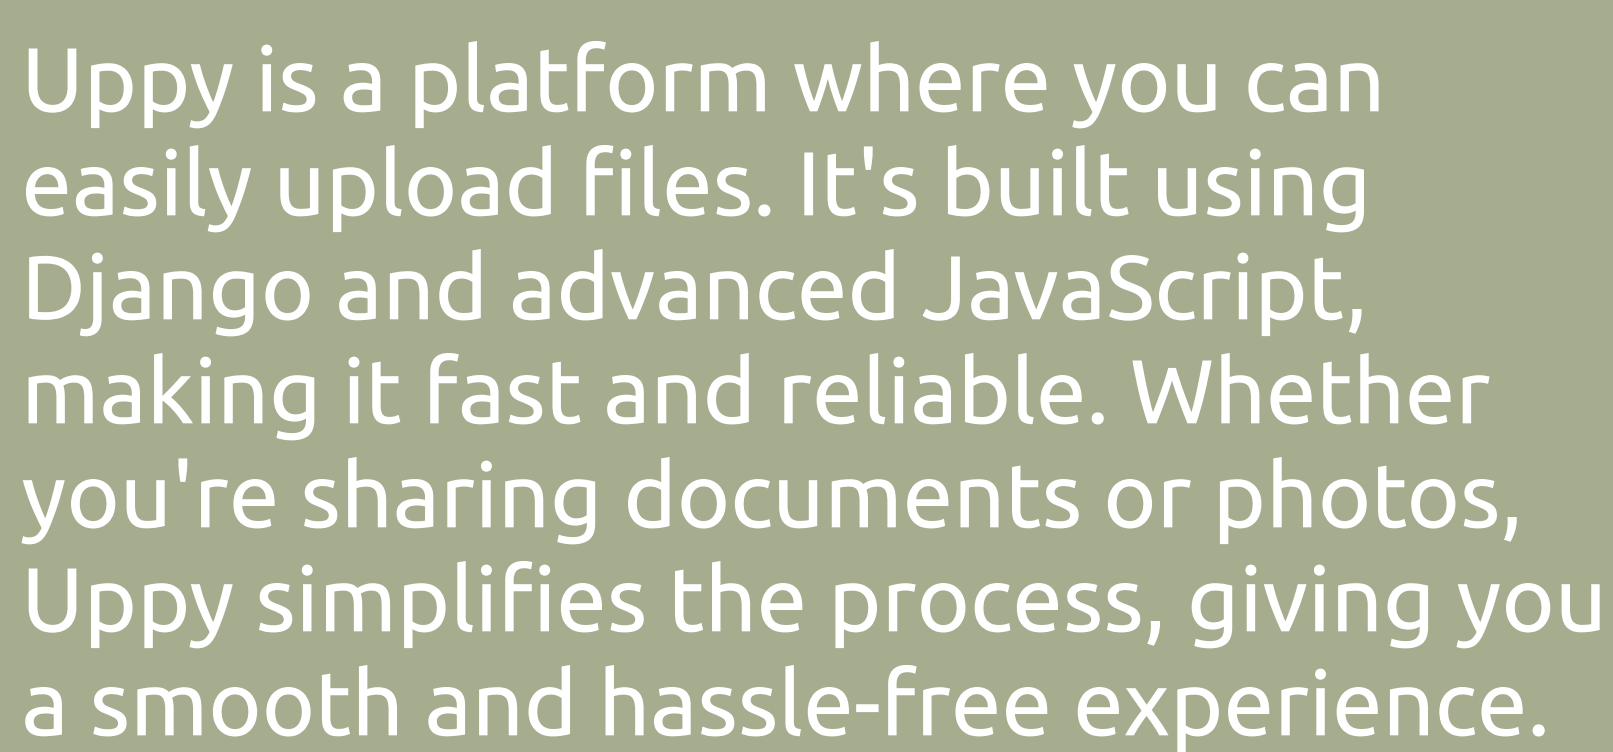 Uppy is a platform where you can
easily upload files. It's built using
Django and advanced JavaScript,
making it fast and reliable. Whether
you're sharing documents or photos,
Uppy simplifies the process, giving you
a smooth and hassle-free experience.